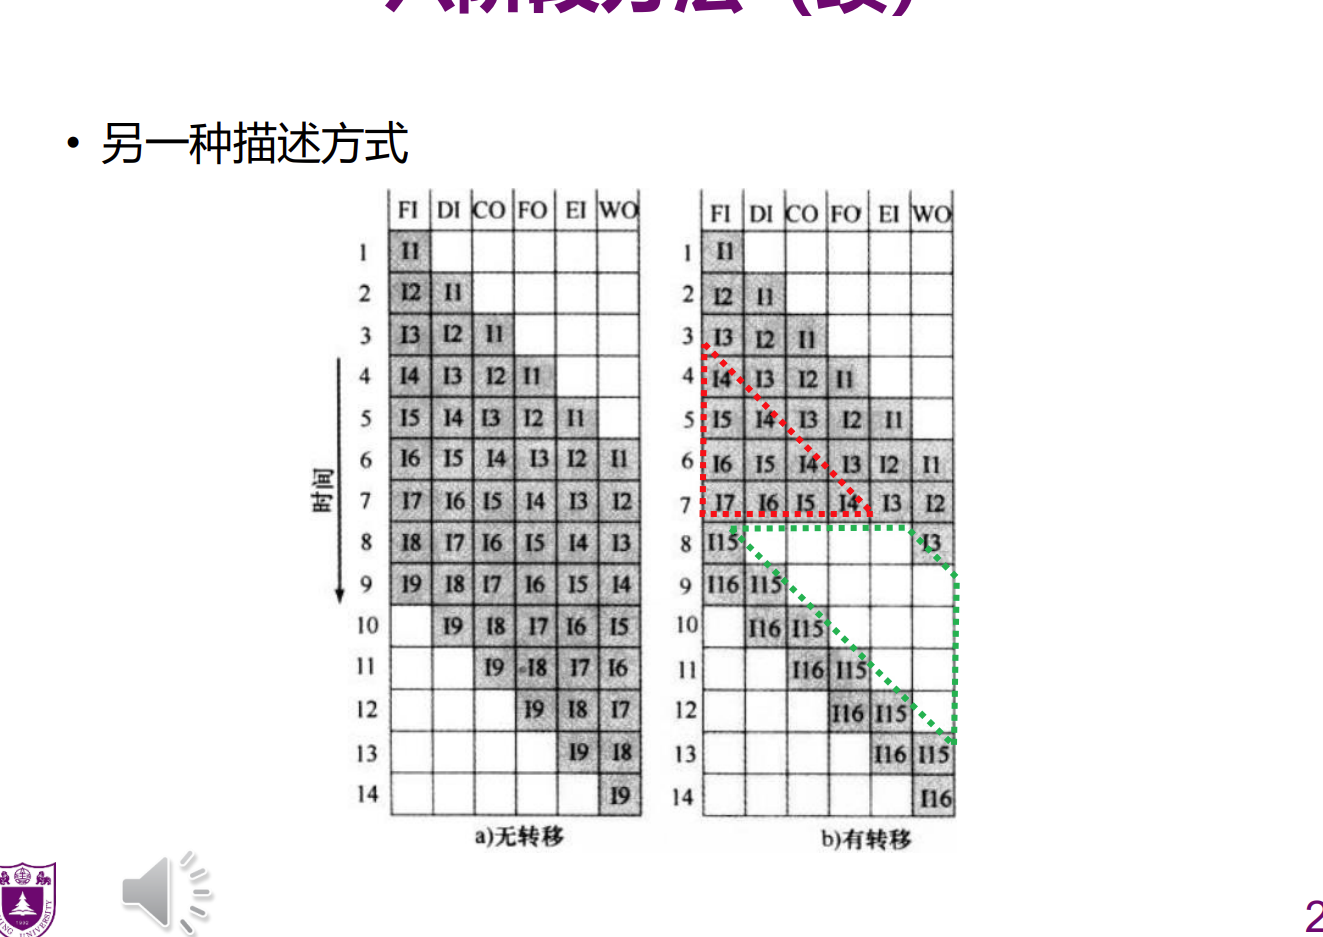 六阶段方法（续）
• 另一种描述方式
FI DI CO FO EI WO
1 I1
2 I2 I1
3 I3 I2 I1
4 I4 I3 I2 I1
5 I5 I4 I3 I2 I1
6 I6 I5 I4 I3 I2 I1
7 I7 I6 I5 I4 I3 I2
8 I8 I7 I6 I5 I4 I3
9 I9 I8 I7 I6 I5 I4
10 I9 I8 I7 I6 I5
11 I9 I8 I7 I6
12 I9 I8 I7
13 I9 I8
14 I9
时间
a)无转移
FI DI CO FO EI WO
1 I1
2 I2 I1
3 I3 I2 I1
4 I4 I3 I2 I1
5 I5 I4 I3 I2 I1
6 I6 I5 I4 I3 I2 I1
7 I7 I6 I5 I4 I3 I2
8 I15 I3
9 I16 I15
10 I16 I15
11 I16 I15
12 I16 I15
13 I16 I15
14 I16
b)有转移
2